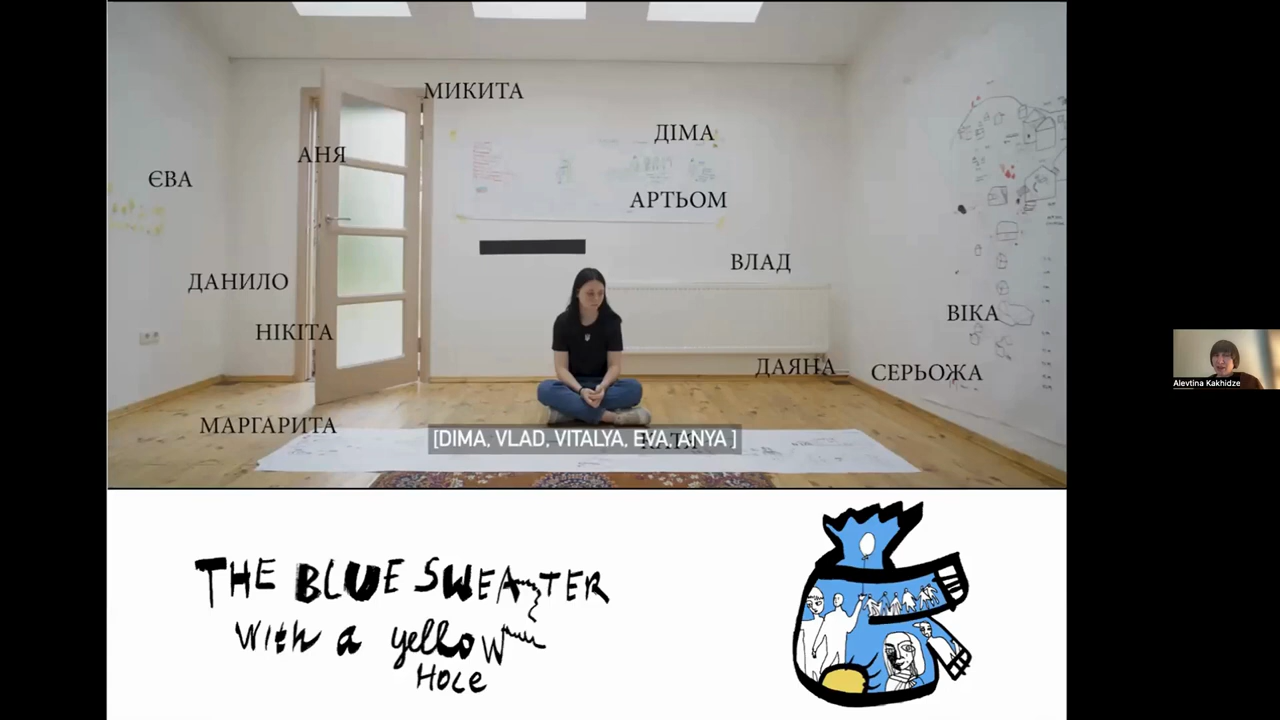 МИКИТА
ДІМА
АНЯ
ЄВА
АРТЬОМ
ВЛАД
ДАНИЛО
ВІКА
НІКІТА
ДАЯНА
СЕРЬОЖА
МАРГАРИТА
КАТЯ
[DIMA, VLAD, VITALYA, EVA, ANYA ]
Alevtina Kakhidze
THE BLUE SWEATER
with a yellow
HOLE